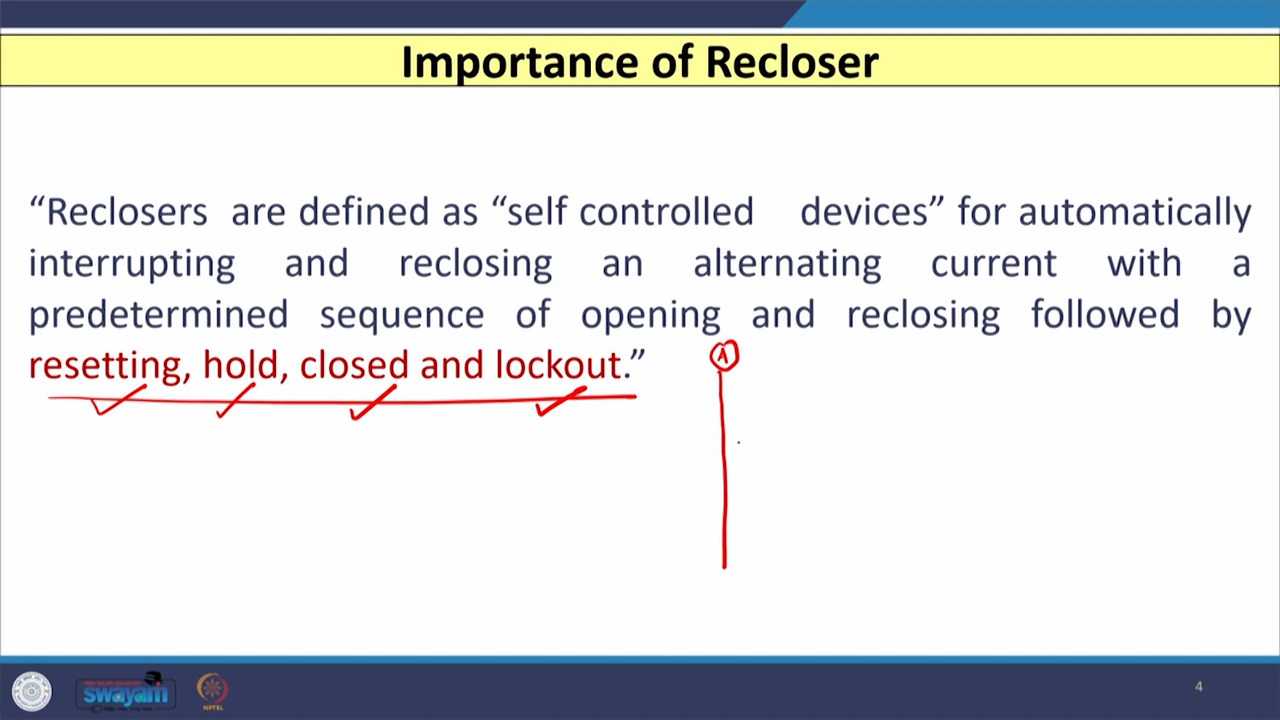 Importance of Recloser
“Reclosers are defined as “self controlled devices” for automatically
interrupting and reclosing an alternating current with a
predetermined sequence of opening and reclosing followed by
resetting, hold, closed and lockout.”
A
swayam
NPTEL
4